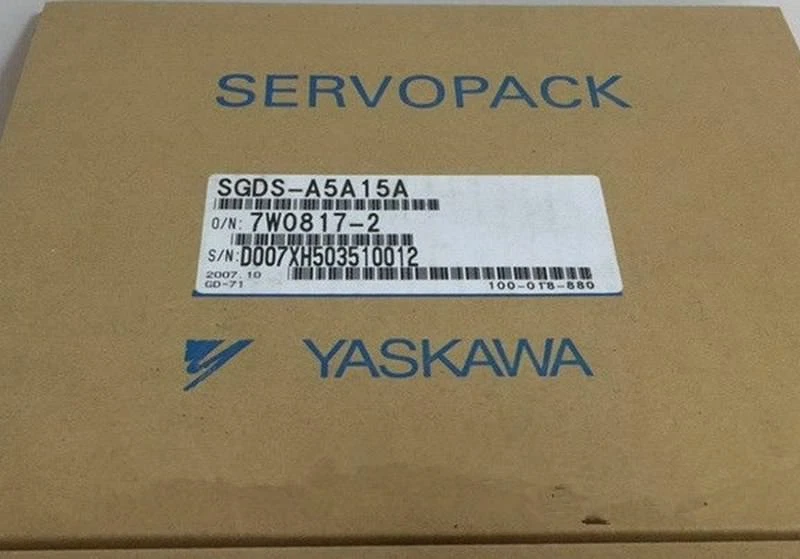 SERVOPACK
SGDS-A5A15A
O/N: 7W0817-2
S/N: D007XH503510012
2007.10
GD-71 100-018-880
YASKAWA